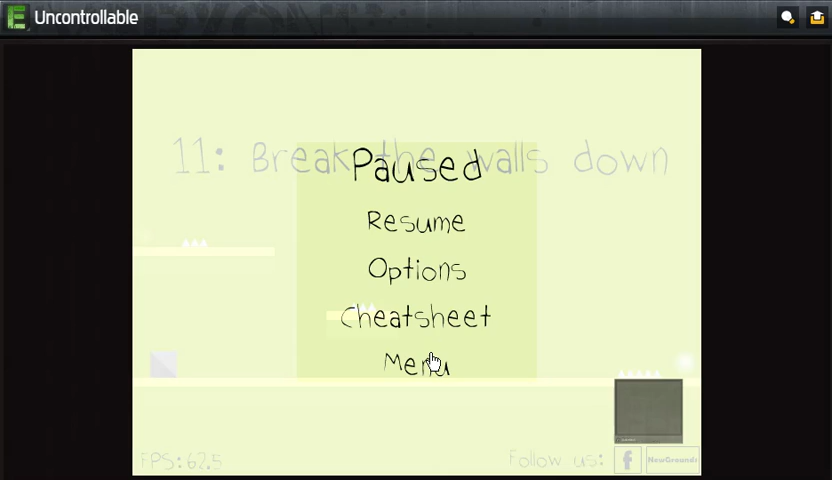 Uncontrollable
11: Break the walls down
Paused
Resume
Options
Cheatsheet
Menu
FPS:62.5
Follow us:
f
NewGrounds